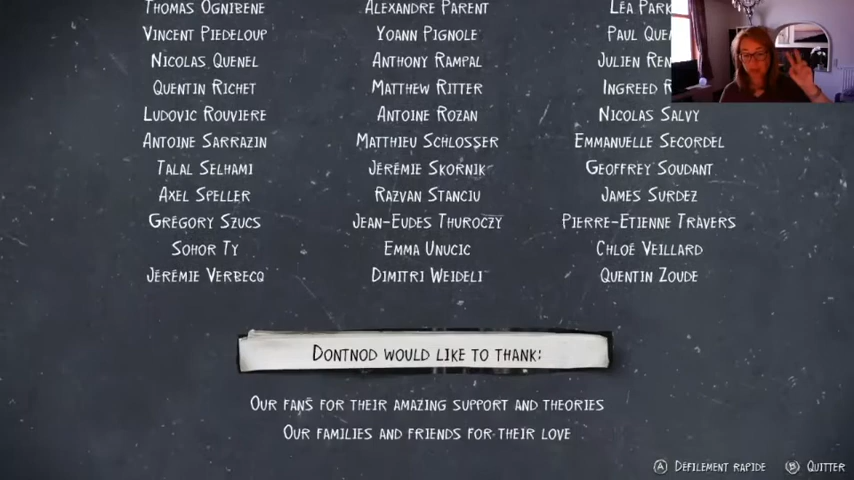 Thomas Ognibene Alexandre Parent Léa Park
Vincent Piedeloup Yoann Pignole Paul
Nicolas Quenel Anthony Rampal Julien
Quentin Richet Matthew Ritter Ingreed
Ludovic Rouviere Antoine Rozan Nicolas Salvy
Antoine Sarrazin Matthieu Schlosser Emmanuelle Secordel
Talal Selhami Jérémie Skornik Geoffrey Soudant
Axel Speller Razvan Stanciu James Surdez
Grégory Szucs Jean-Eudes Thuroczy Pierre-Etienne Travers
Sohor Ty Emma Unucic Chloé Veillard
Jérémie Verbecq Dimitri Weideli Quentin Zoude
Dontnod would like to thank:
Our fans for their amazing support and theories
Our families and friends for their love
A Défilement rapide B Quitter